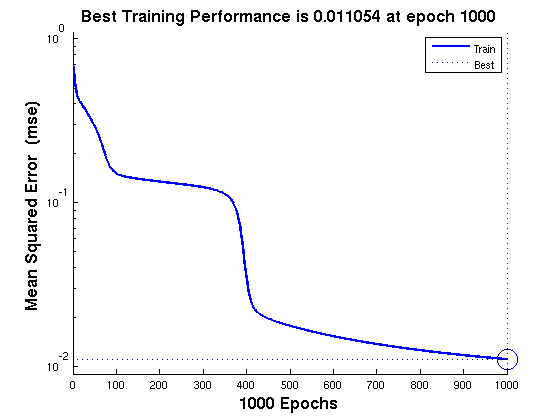 Best Training Performance is 0.011054 at epoch 1000
10^0
Train
Best
10^-1
10^-2
Mean Squared Error (mse)
0 100 200 300 400 500 600 700 800 900 1000
1000 Epochs